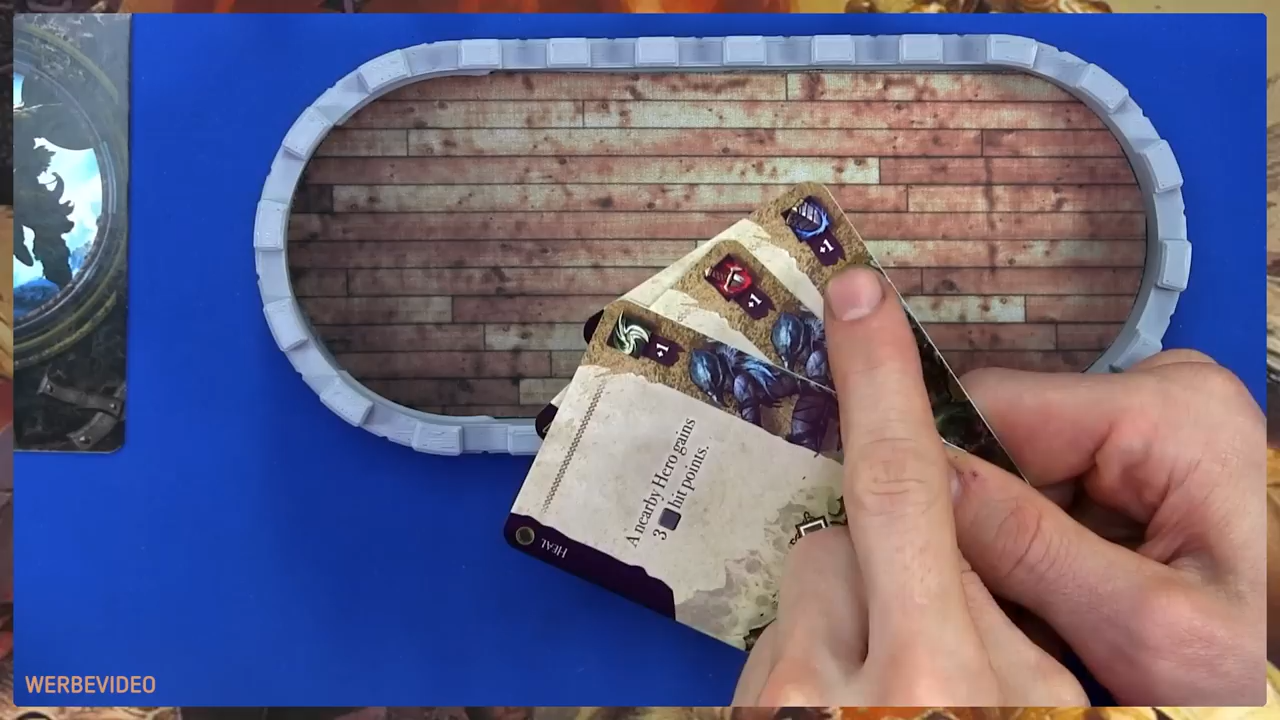 +1
+1
+1
A nearby Hero gains
3 hit points.
HEAL
WERBEVIDEO